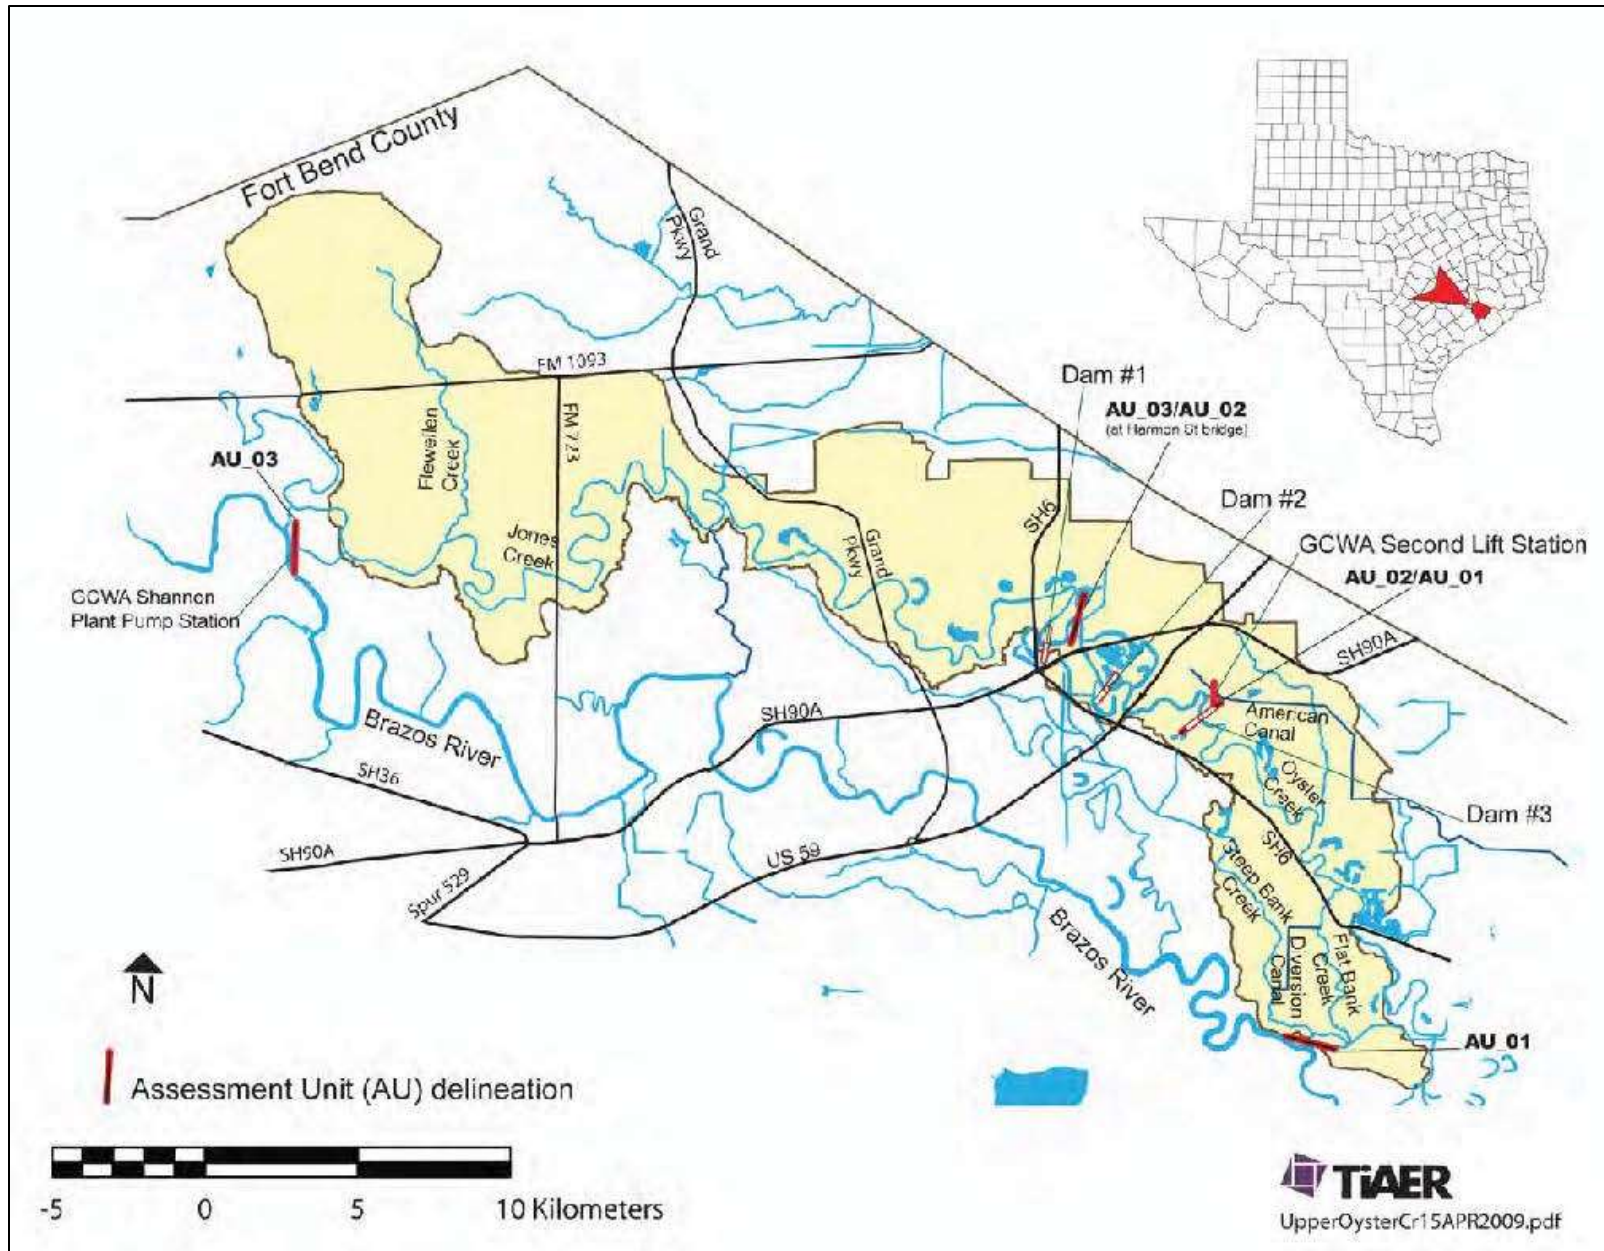 Fort Bend County
Grand
Pkwy
FM 1093
Dam #1
AU_03/AU_02
(at Harmon St bridge)
FM 723
Flewellen
Creek
AU_03
Dam #2
SH6
GCWA Second Lift Station
AU_02/AU_01
Jones
Creek
Grand
Pkwy
GCWA Shannon
Plant Pump Station
SH90A
American
Canal
SH90A
Brazos River
SH36
Oyster
Creek
Dam #3
SH90A
US 59
SH6
Steep Bank
Creek
Spur 529
Brazos River
Diversion
Canal
Flat Bank
Creek
N
AU_01
Assessment Unit (AU) delineation
-5 0 5 10 Kilometers
TIAER
UpperOysterCr15APR2009.pdf